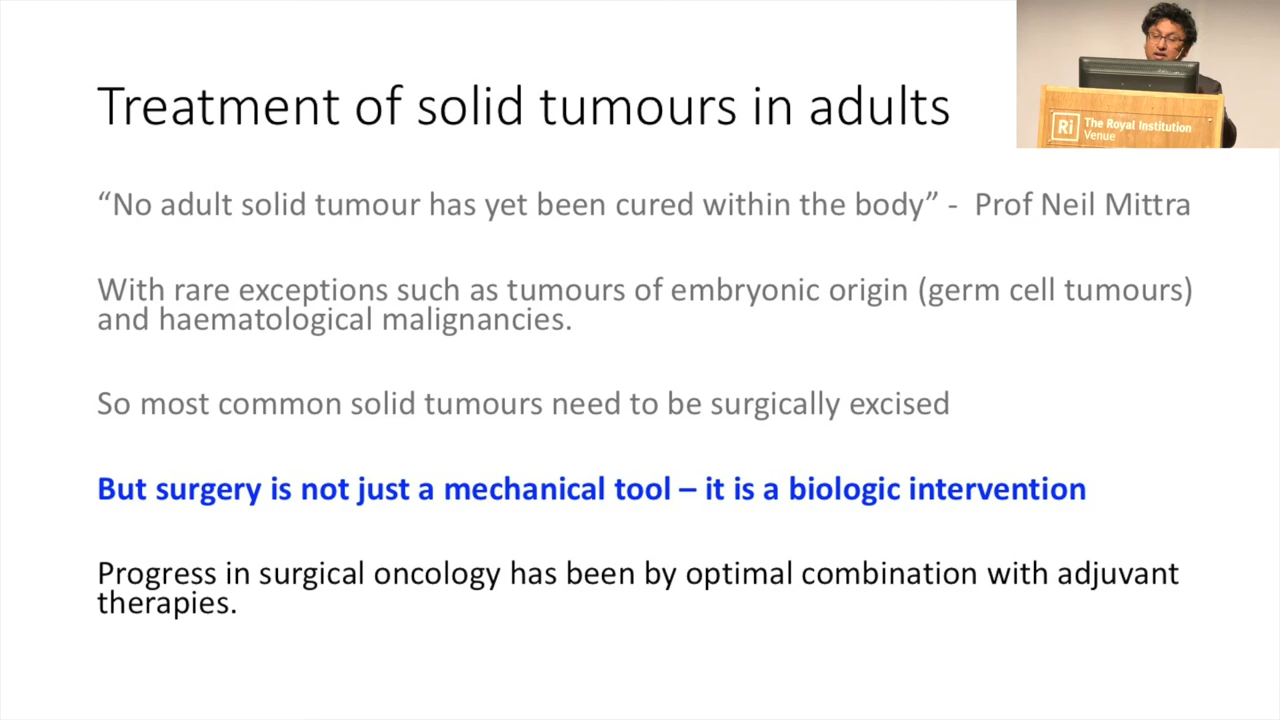 Treatment of solid tumours in adults
Ri
The Royal Institution
Venue
“No adult solid tumour has yet been cured within the body” - Prof Neil Mittra
With rare exceptions such as tumours of embryonic origin (germ cell tumours)
and haematological malignancies.
So most common solid tumours need to be surgically excised
But surgery is not just a mechanical tool – it is a biologic intervention
Progress in surgical oncology has been by optimal combination with adjuvant
therapies.